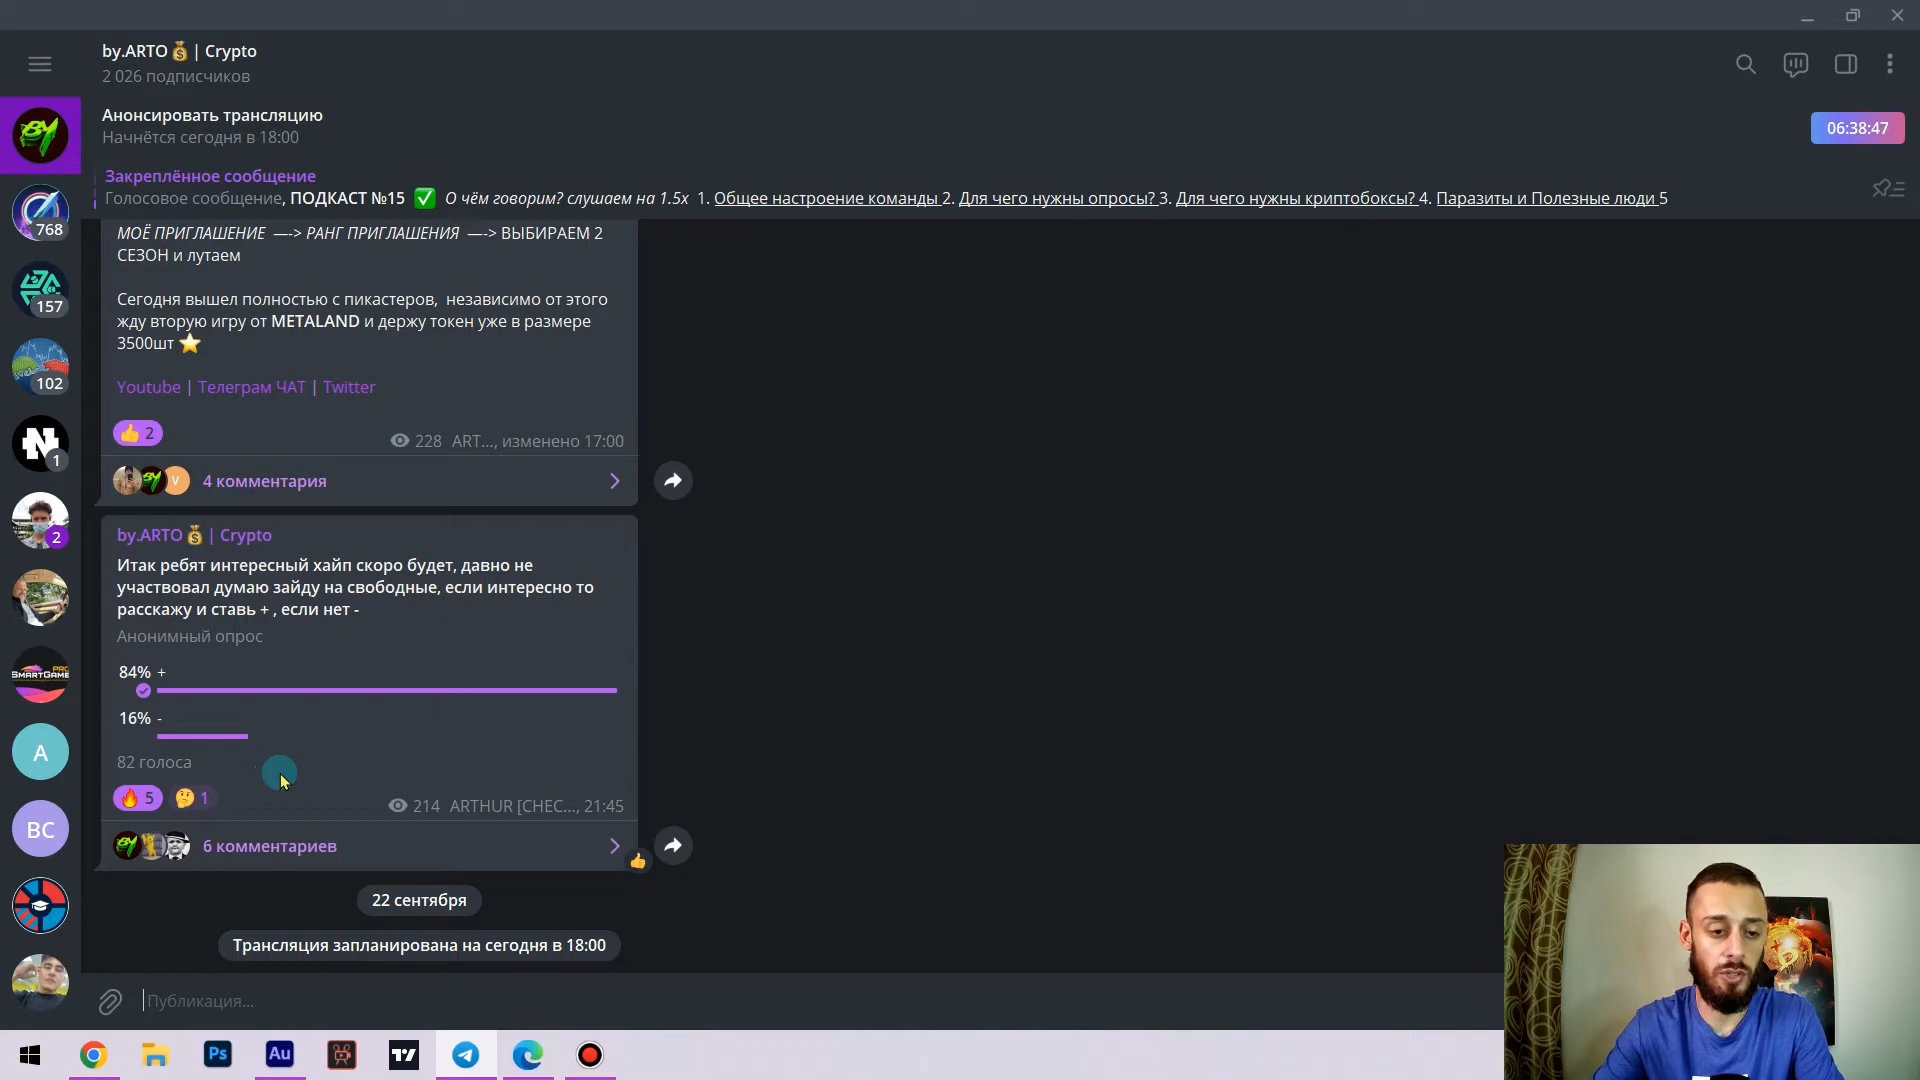 by.ARTO💰 | Crypto
2 026 подписчиков
Анонсировать трансляцию
Начнётся сегодня в 18:00
06:38:47
Закреплённое сообщение
Голосовое сообщение, ПОДКАСТ №15 ✅ О чём говорим? слушаем на 1.5x 1. Общее настроение команды 2. Для чего нужны опросы? 3. Для чего нужны криптобоксы? 4. Паразиты и Полезные люди 5
МОЁ ПРИГЛАШЕНИЕ —-> РАНГ ПРИГЛАШЕНИЯ —-> ВЫБИРАЕМ 2
СЕЗОН и лутаем
Сегодня вышел полностью с пикастеров, независимо от этого
жду вторую игру от METALAND и держу токен уже в размере
3500шт ⭐
Youtube | Телеграм ЧАТ | Twitter
👍 2
228 ART..., изменено 17:00
V
4 комментария
by.ARTO💰 | Crypto
Итак ребят интересный хайп скоро будет, давно не
участвовал думаю зайду на свободные, если интересно то
расскажу и ставь + , если нет -
Анонимный опрос
84% +
16% -
82 голоса
🔥 5 🤔 1
214 ARTHUR [CHEC..., 21:45
6 комментариев
👍
22 сентября
Трансляция запланирована на сегодня в 18:00
Публикация...
BY
768
157
102
N
1
2
SMARTGAME
PRO
A
BC
Ps
Au